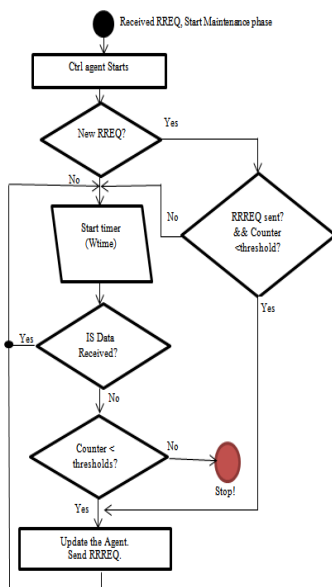 Received RREQ, Start Maintenance phase
Ctrl agent Starts
New RREQ?
Yes
No
RRREQ sent?
&& Counter
<threshold?
No
Start timer
(Wtime)
Yes
IS Data
Received?
Yes
No
Counter <
thresholds?
No
Stop!
Yes
Update the Agent.
Send RRREQ.